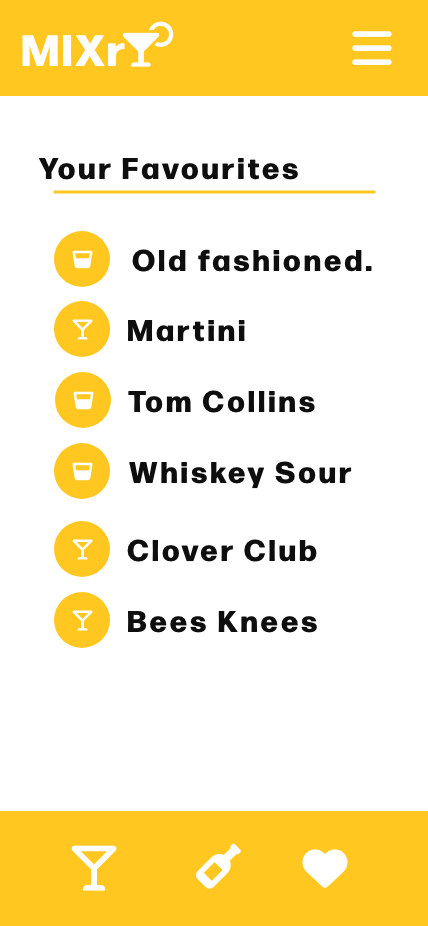 MIXr
Your Favourites
Old fashioned.
Martini
Tom Collins
Whiskey Sour
Clover Club
Bees Knees